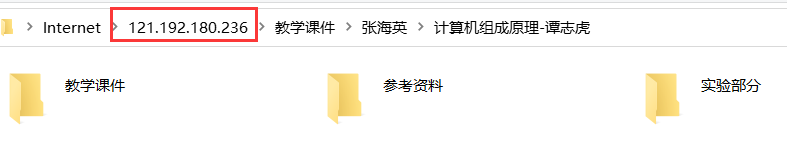 Internet > 121.192.180.236 > 教学课件 > 张海英 > 计算机组成原理-谭志虎
教学课件 参考资料 实验部分